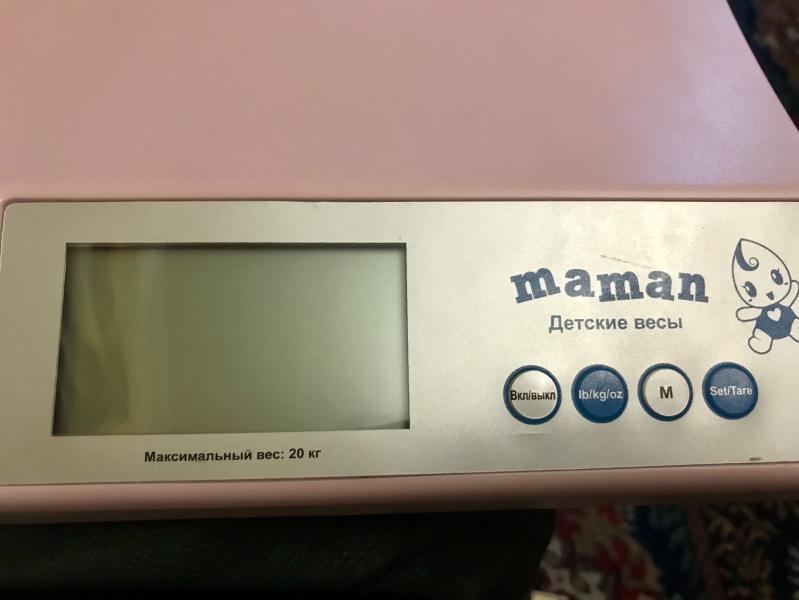 maman
Детские весы
Вкл/выкл lb/kg/oz M Set/Tare
Максимальный вес: 20 кг